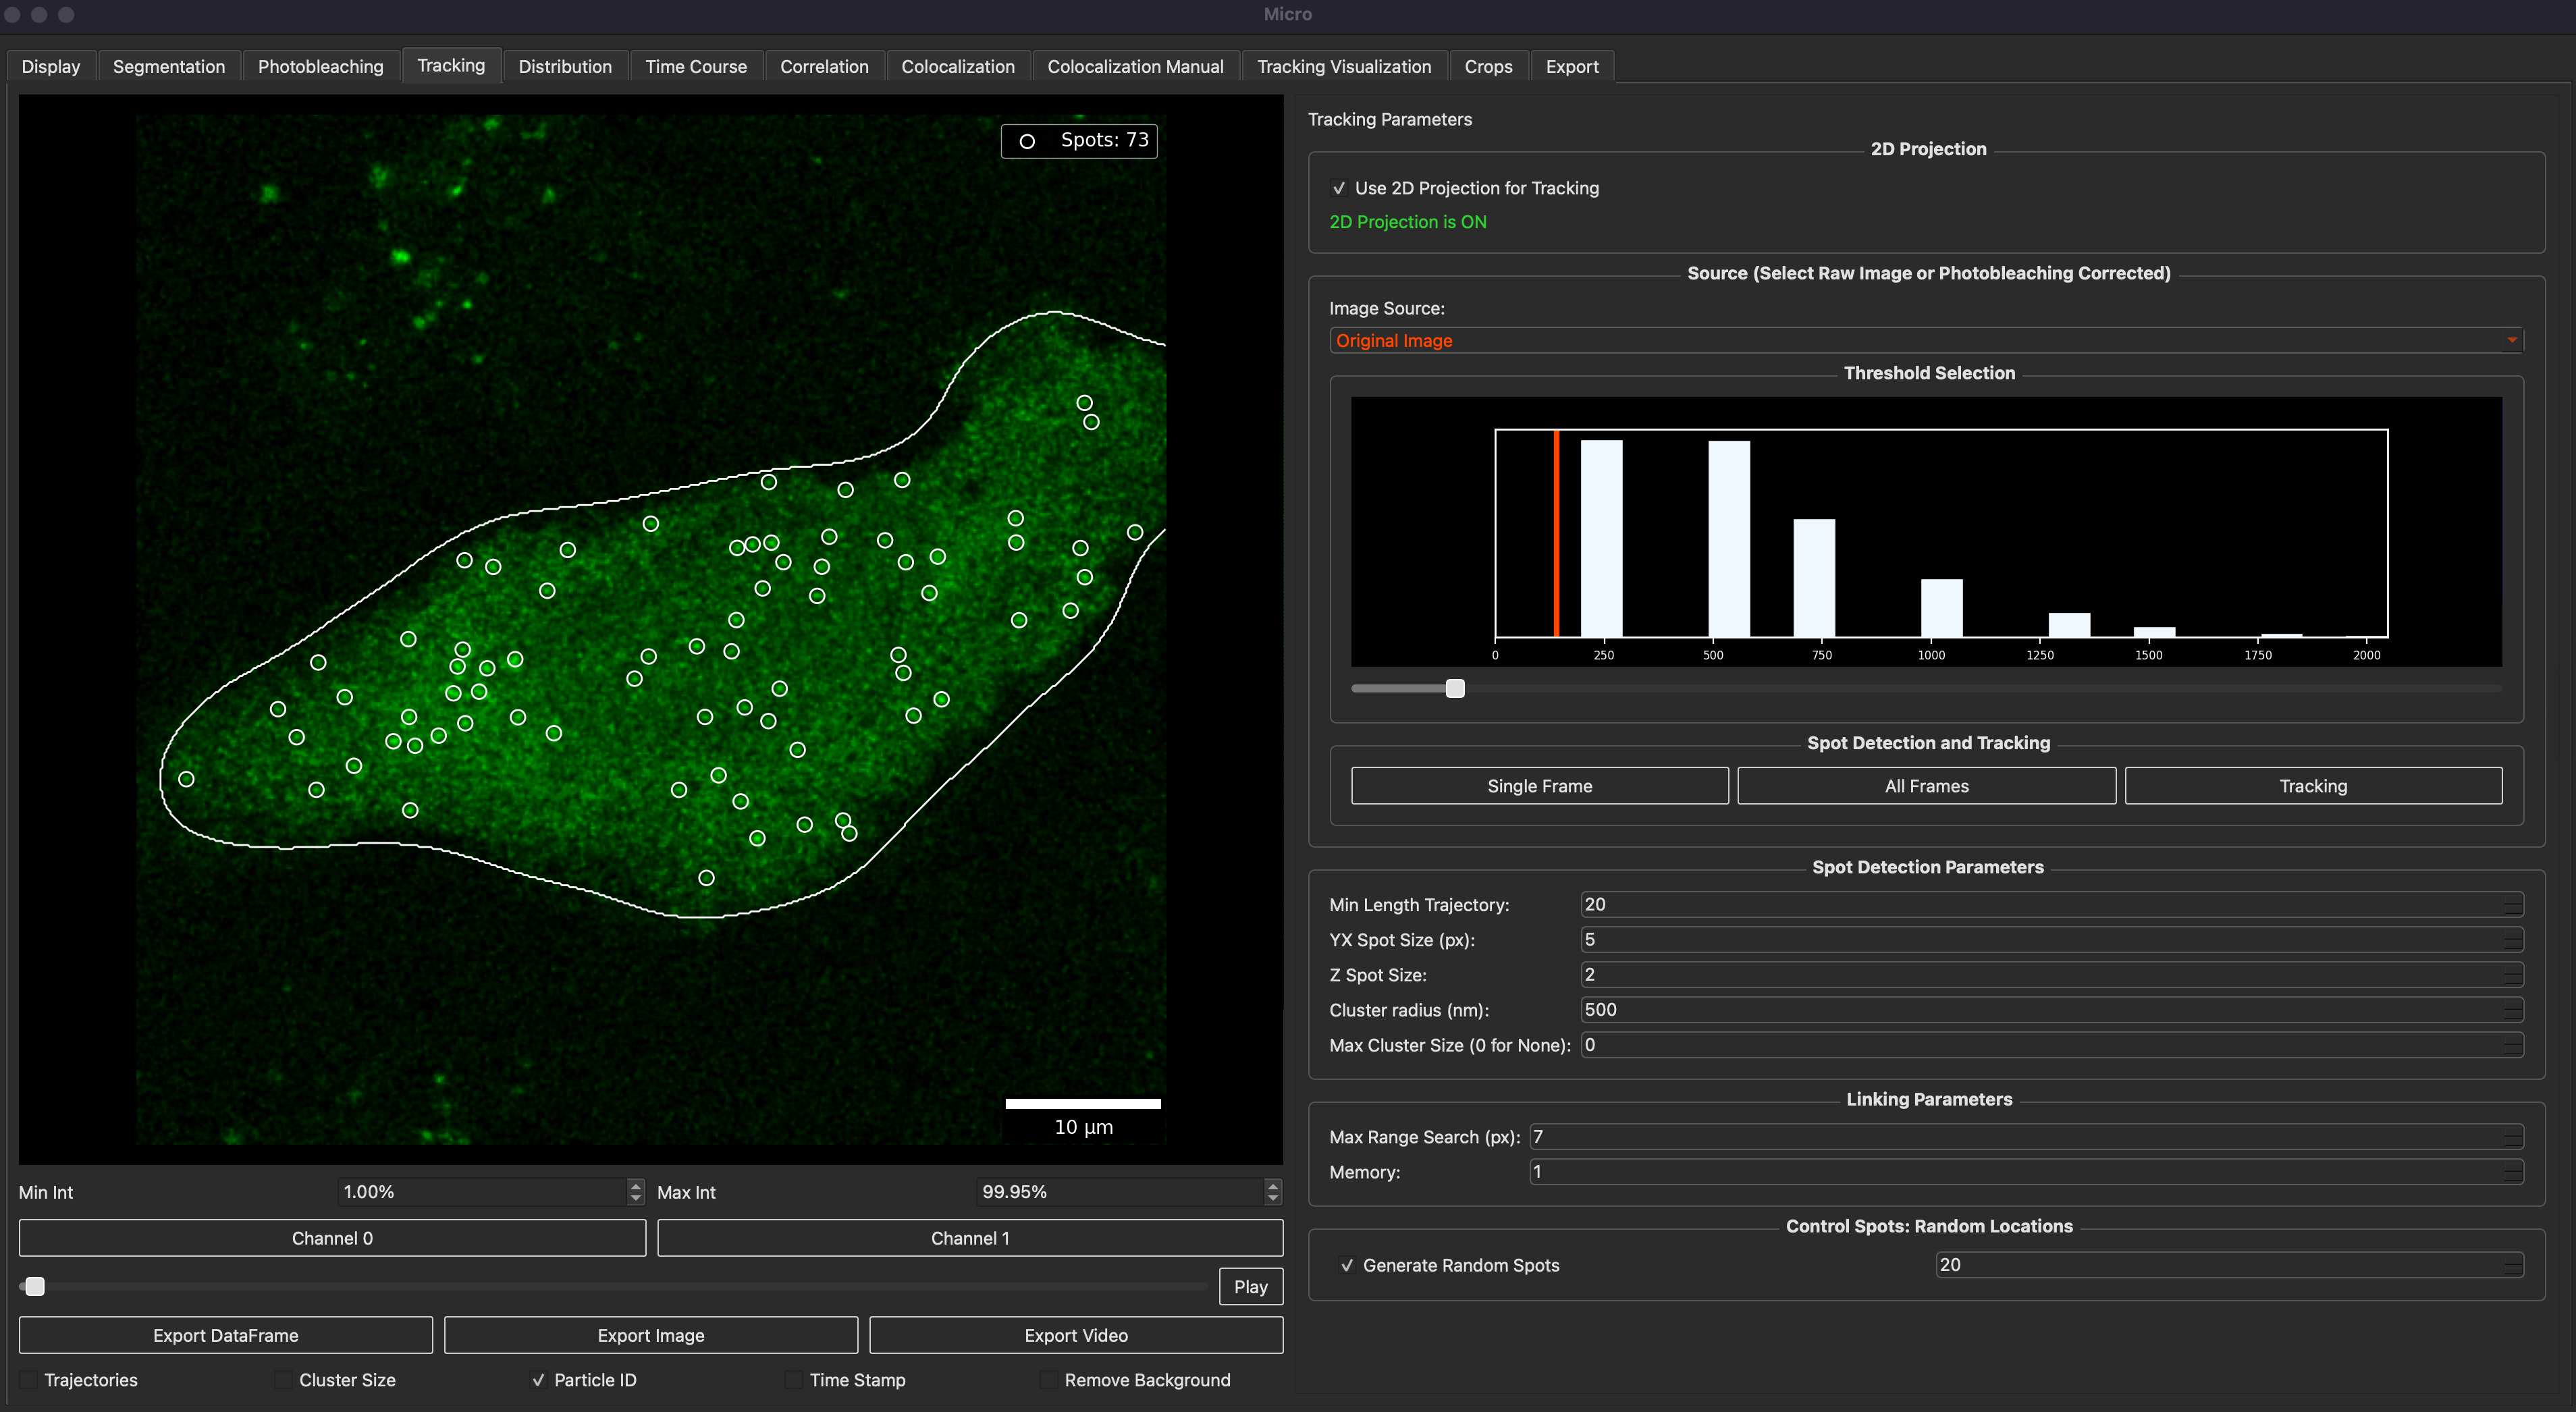 Micro
Display Segmentation Photobleaching Tracking Distribution Time Course Correlation Colocalization Colocalization Manual Tracking Visualization Crops Export
Spots: 73
10 µm
Min Int 1.00% Max Int 99.95%
Channel 0 Channel 1
Play
Export DataFrame Export Image Export Video
Trajectories Cluster Size Particle ID Time Stamp Remove Background
Tracking Parameters
2D Projection
Use 2D Projection for Tracking
2D Projection is ON
Source (Select Raw Image or Photobleaching Corrected)
Image Source:
Original Image
Threshold Selection
0 250 500 750 1000 1250 1500 1750 2000
Spot Detection and Tracking
Single Frame All Frames Tracking
Spot Detection Parameters
Min Length Trajectory: 20
YX Spot Size (px): 5
Z Spot Size: 2
Cluster radius (nm): 500
Max Cluster Size (0 for None): 0
Linking Parameters
Max Range Search (px): 7
Memory: 1
Control Spots: Random Locations
Generate Random Spots 20